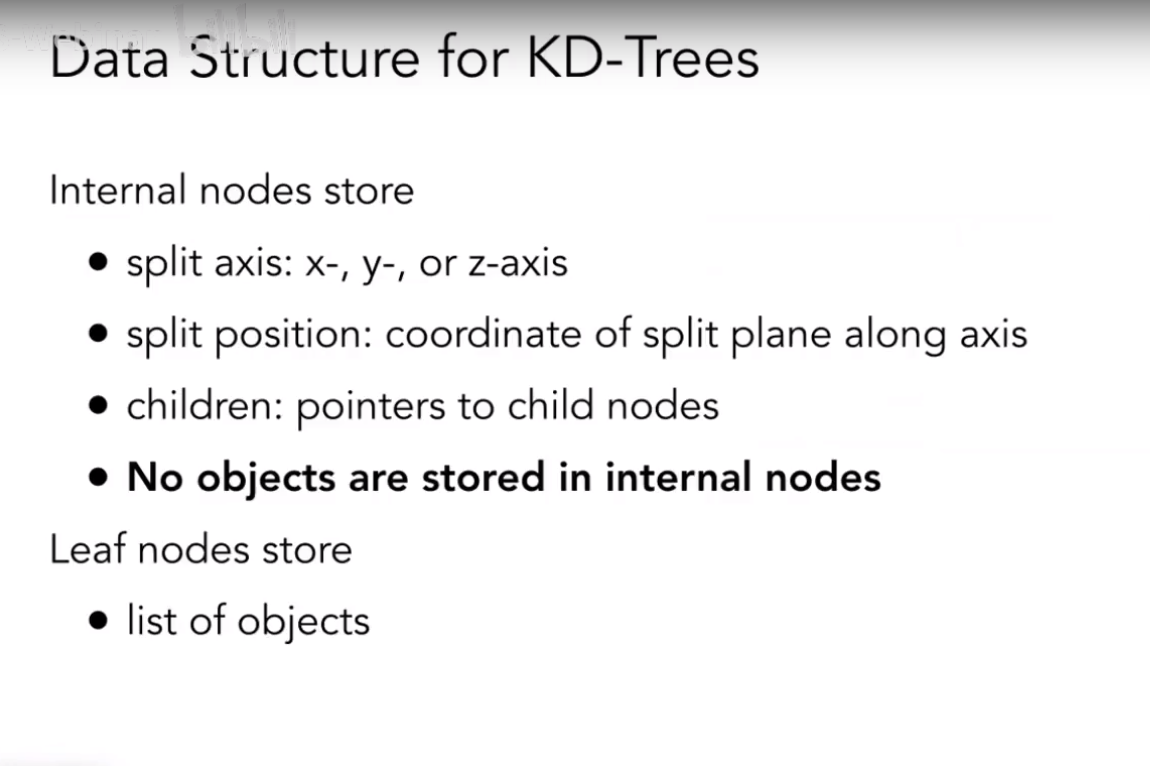 Data Structure for KD-Trees
Internal nodes store
● split axis: x-, y-, or z-axis
● split position: coordinate of split plane along axis
● children: pointers to child nodes
● No objects are stored in internal nodes
Leaf nodes store
● list of objects